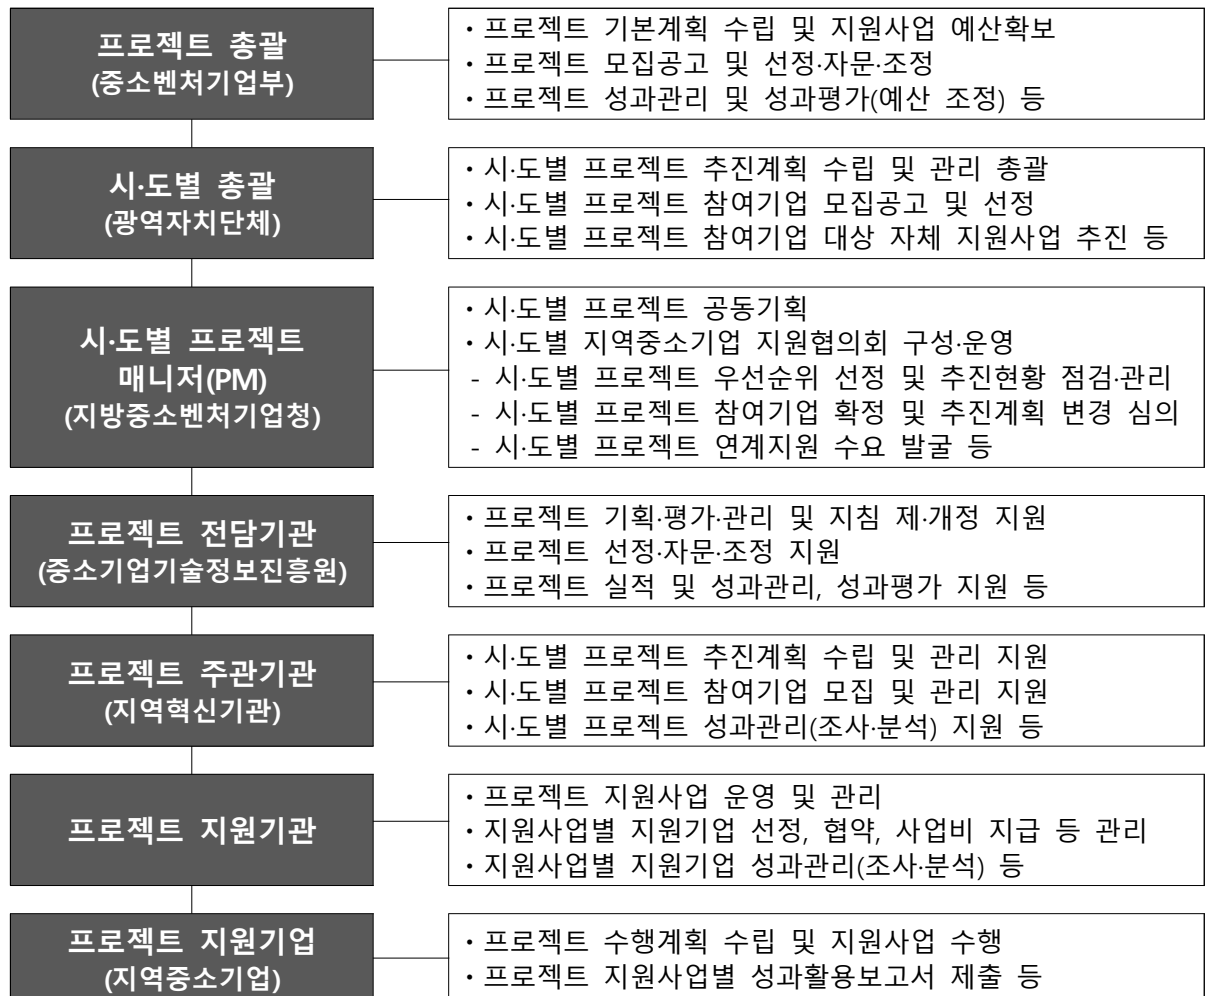 프로젝트 총괄
(중소벤처기업부)
・프로젝트 기본계획 수립 및 지원사업 예산확보
・프로젝트 모집공고 및 선정·자문·조정
・프로젝트 성과관리 및 성과평가(예산 조정) 등
시·도별 총괄
(광역자치단체)
・시·도별 프로젝트 추진계획 수립 및 관리 총괄
・시·도별 프로젝트 참여기업 모집공고 및 선정
・시·도별 프로젝트 참여기업 대상 자체 지원사업 추진 등
시·도별 프로젝트
매니저(PM)
(지방중소벤처기업청)
・시·도별 프로젝트 공동기획
・시·도별 지역중소기업 지원협의회 구성·운영
- 시·도별 프로젝트 우선순위 선정 및 추진현황 점검·관리
- 시·도별 프로젝트 참여기업 확정 및 추진계획 변경 심의
- 시·도별 프로젝트 연계지원 수요 발굴 등
프로젝트 전담기관
(중소기업기술정보진흥원)
・프로젝트 기획·평가·관리 및 지침 제·개정 지원
・프로젝트 선정·자문·조정 지원
・프로젝트 실적 및 성과관리, 성과평가 지원 등
프로젝트 주관기관
(지역혁신기관)
・시·도별 프로젝트 추진계획 수립 및 관리 지원
・시·도별 프로젝트 참여기업 모집 및 관리 지원
・시·도별 프로젝트 성과관리(조사·분석) 지원 등
프로젝트 지원기관
・프로젝트 지원사업 운영 및 관리
・지원사업별 지원기업 선정, 협약, 사업비 지급 등 관리
・지원사업별 지원기업 성과관리(조사·분석) 등
프로젝트 지원기업
(지역중소기업)
・프로젝트 수행계획 수립 및 지원사업 수행
・프로젝트 지원사업별 성과활용보고서 제출 등